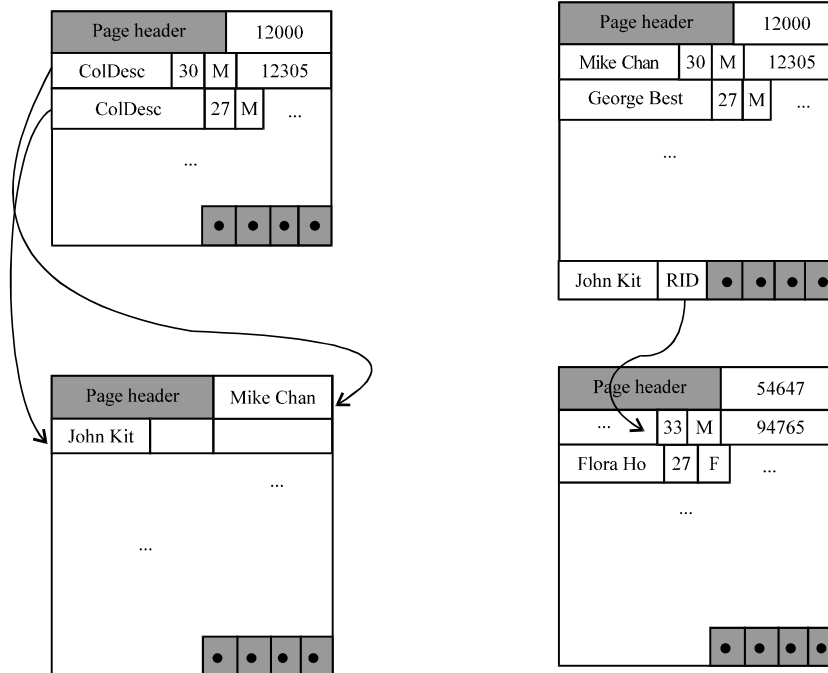 Page header 12000
ColDesc 30 M 12305
ColDesc 27 M ...
...
Page header Mike Chan
John Kit
...
...
Page header 12000
Mike Chan 30 M 12305
George Best 27 M ...
...
John Kit RID
Page header 54647
... 33 M 94765
Flora Ho 27 F ...
...